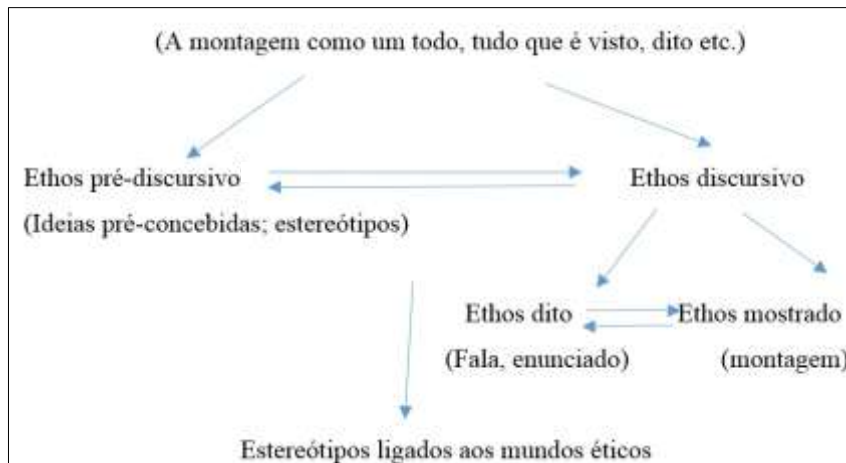 (A montagem como um todo, tudo que é visto, dito etc.)
Ethos pré-discursivo
Ethos discursivo
(Ideias pré-concebidas; estereótipos)
Ethos dito
Ethos mostrado
(Fala, enunciado)
(montagem)
Estereótipos ligados aos mundos éticos